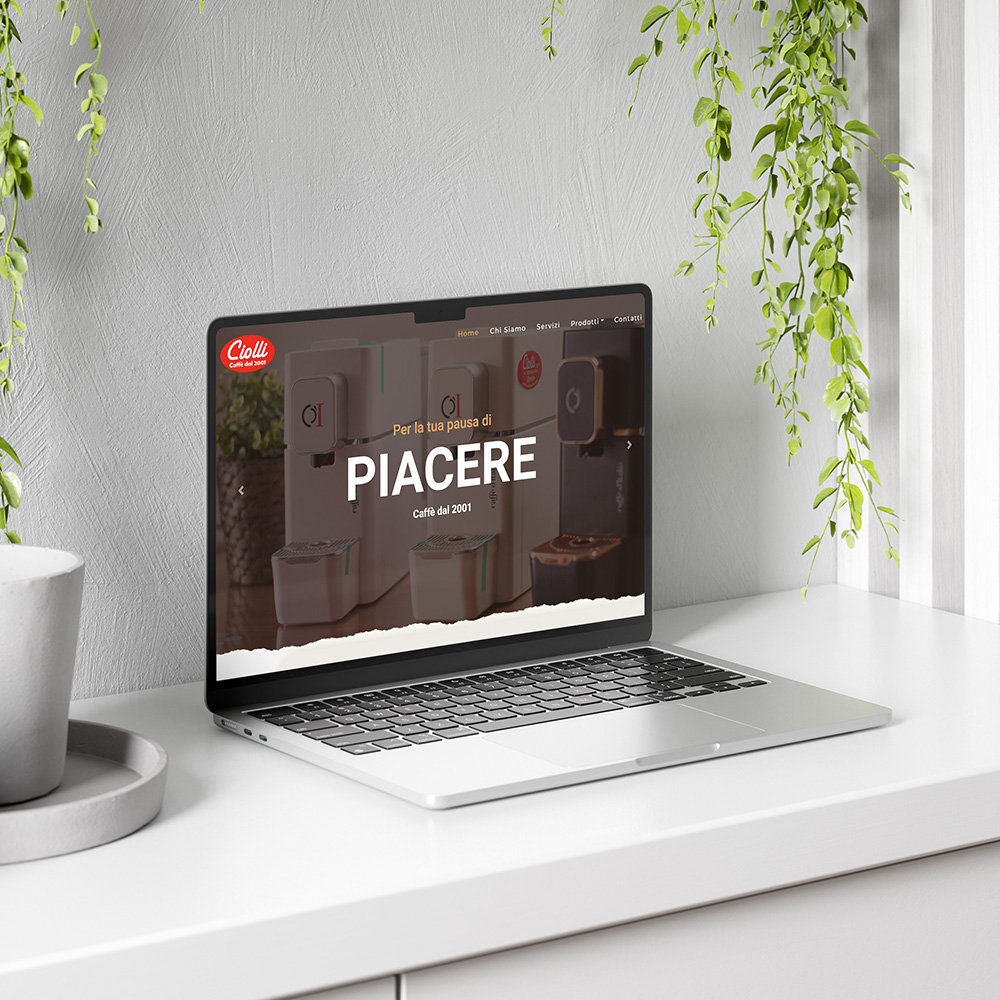 Ciolli
Caffè dal 2001
Home Chi Siamo Servizi Prodotti Contatti
Per la tua pausa di
PIACERE
Caffè dal 2001